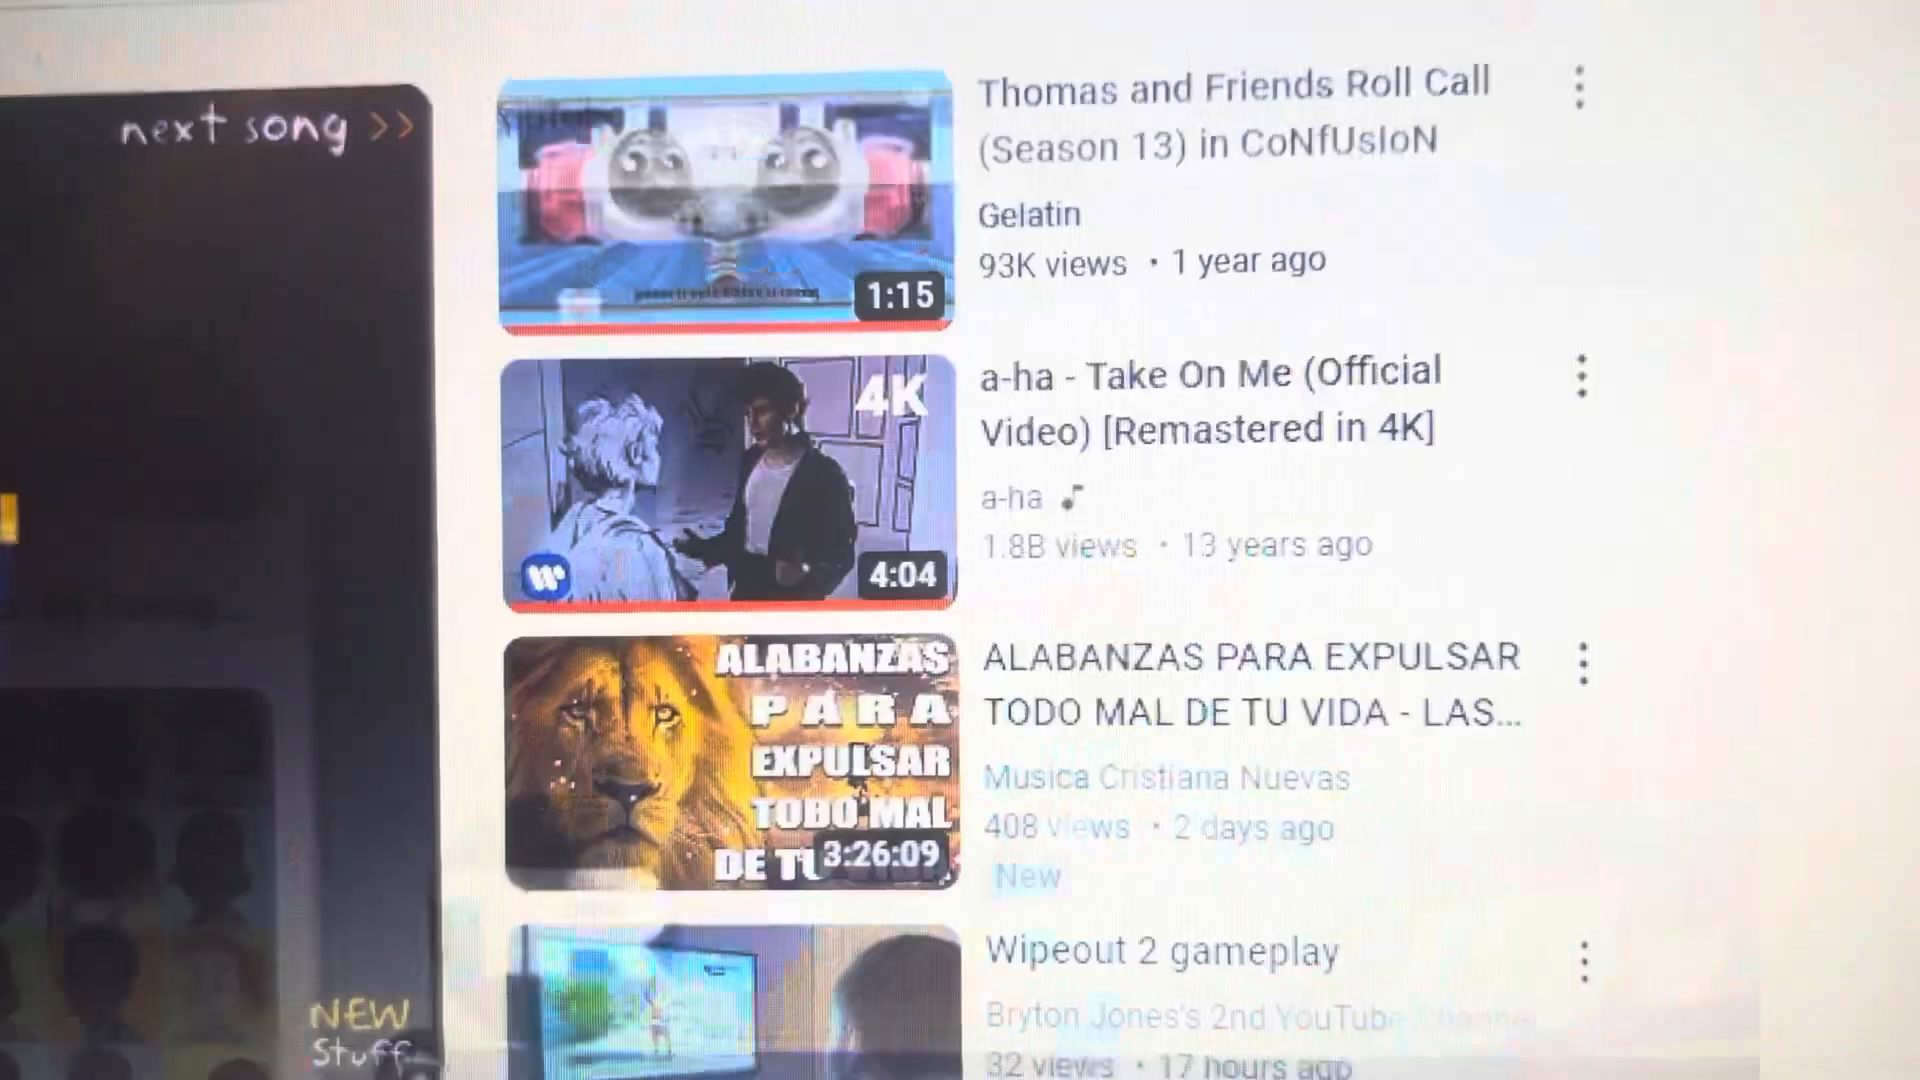 next song >>
Thomas and Friends Roll Call
(Season 13) in CoNfUsIoN
Gelatin
93K views • 1 year ago
1:15
4K
4:04
a-ha - Take On Me (Official
Video) [Remastered in 4K]
a-ha
1.8B views • 13 years ago
ALABANZAS
PARA
EXPULSAR
TODO MAL
DE TU
3:26:09
ALABANZAS PARA EXPULSAR
TODO MAL DE TU VIDA - LAS...
Musica Cristiana Nuevas
408 views • 2 days ago
New
Wipeout 2 gameplay
Bryton Jones's 2nd YouTube Channel
32 views • 17 hours ago
NEW
Stuff